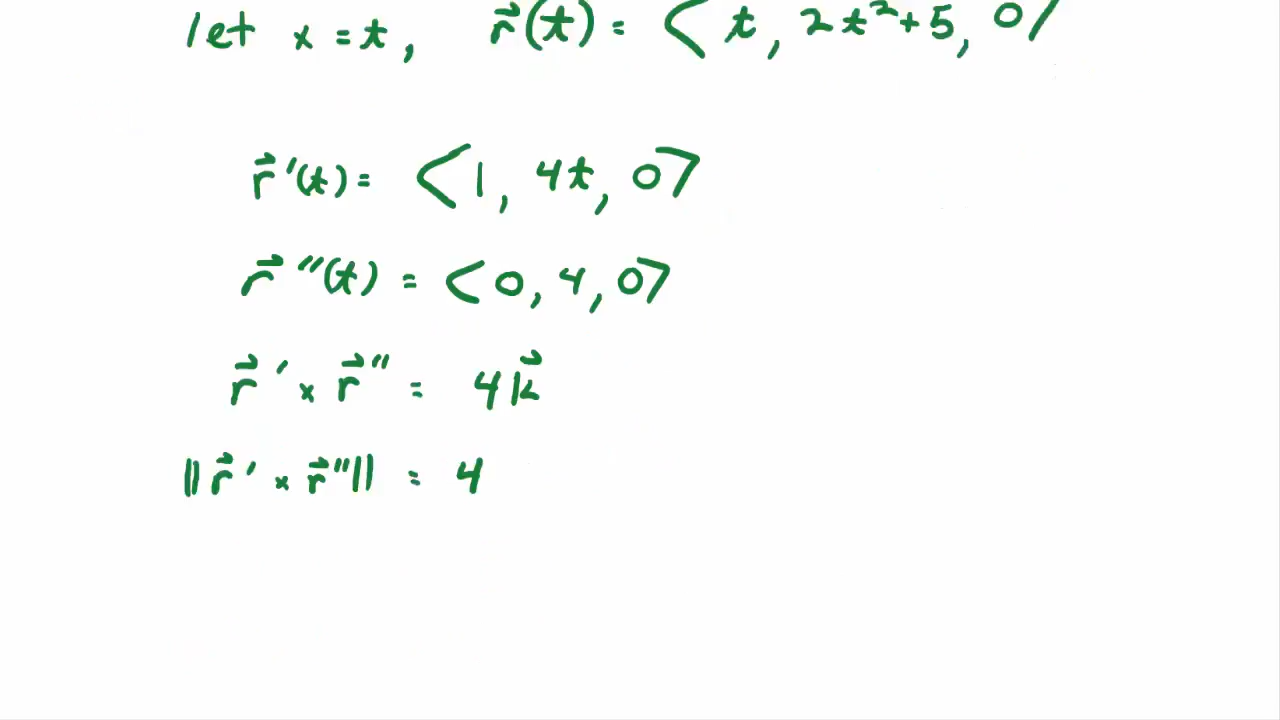 let x = t, r⃗(t) = < t, 2t²+5, 0 >
r⃗ ′(t) = < 1, 4t, 0 >
r⃗ ″(t) = < 0, 4, 0 >
r⃗ ′ × r⃗ ″ = 4k⃗
||r⃗ ′ × r⃗ ″|| = 4